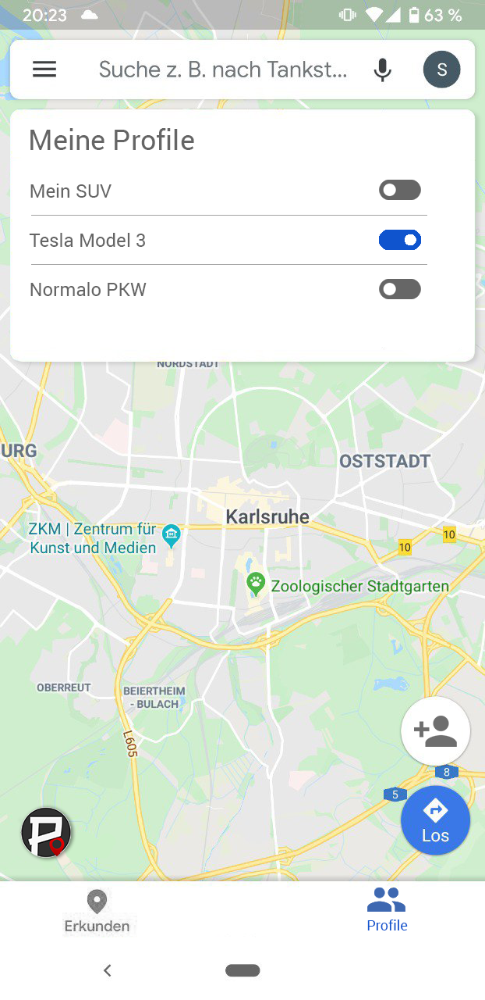 20:23
63 %
Suche z. B. nach Tankst...
S
Meine Profile
Mein SUV
Tesla Model 3
Normalo PKW
NORDSTADT
URG
OSTSTADT
Karlsruhe
ZKM | Zentrum für
Kunst und Medien
10
10
Zoologischer Stadtgarten
OBERREUT
BEIERTHEIM
- BULACH
L605
8
5
P
Los
Erkunden
Profile